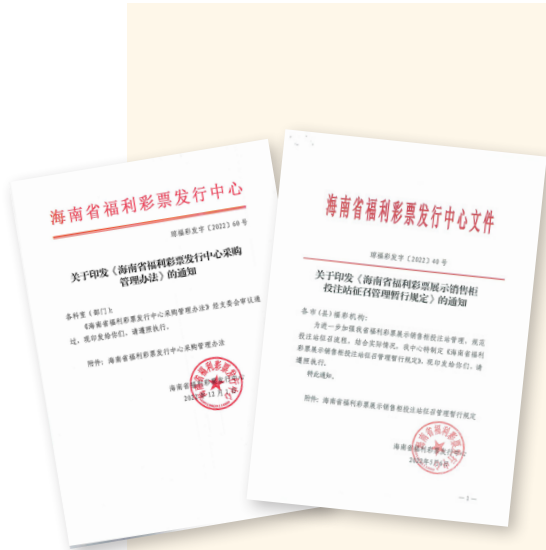 海南省福利彩票发行中心
琼福彩发字〔2022〕60号
关于印发《海南省福利彩票发行中心采购
管理办法》的通知
各科室（部门）：
《海南省福利彩票发行中心采购管理办法》经支委会审议通
过，现印发给你们，请遵照执行。
附件：海南省福利彩票发行中心采购管理办法
海南省福利彩票发行中心
海南省福利彩票发行中心文件
琼福彩发字〔2022〕40号
关于印发《海南省福利彩票展示销售柜
投注站征召管理暂行规定》的通知
各市（县）福彩机构：
为进一步加强我省福利彩票展示销售柜投注站管理，规范
投注站征召流程，结合实际情况，我中心特制定《海南省福利
彩票展示销售柜投注站征召管理暂行规定》，现印发给你们，请
遵照执行。
特此通知。
附件：海南省福利彩票展示销售柜投注站征召管理暂行规定
海南省福利彩票发行中心
—1—